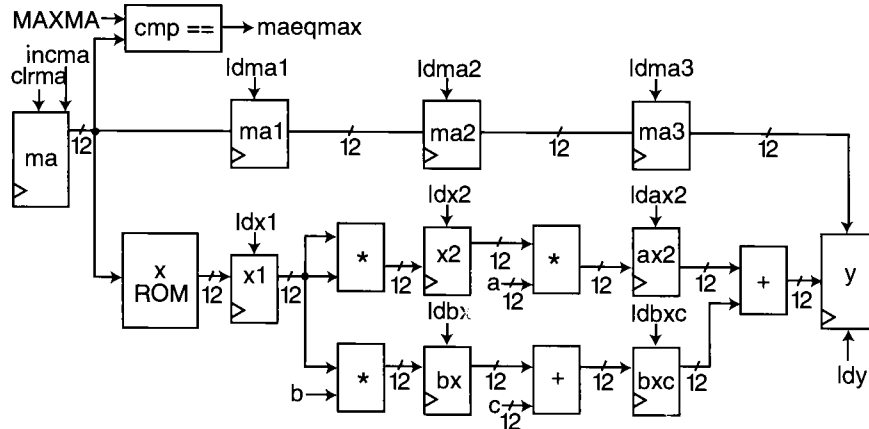 MAXMA
cmp ==
maeqmax
incma
clrma
ldma1
ldma2
ldma3
ma
12
ma1
12
ma2
12
ma3
12
ldx1
ldx2
ldax2
x
ROM
12
x1
12
*
12
x2
12
a
12
*
12
ax2
12
+
12
y
ldbx
ldbxc
b
*
12
bx
12
c
12
+
12
bxc
12
ldy